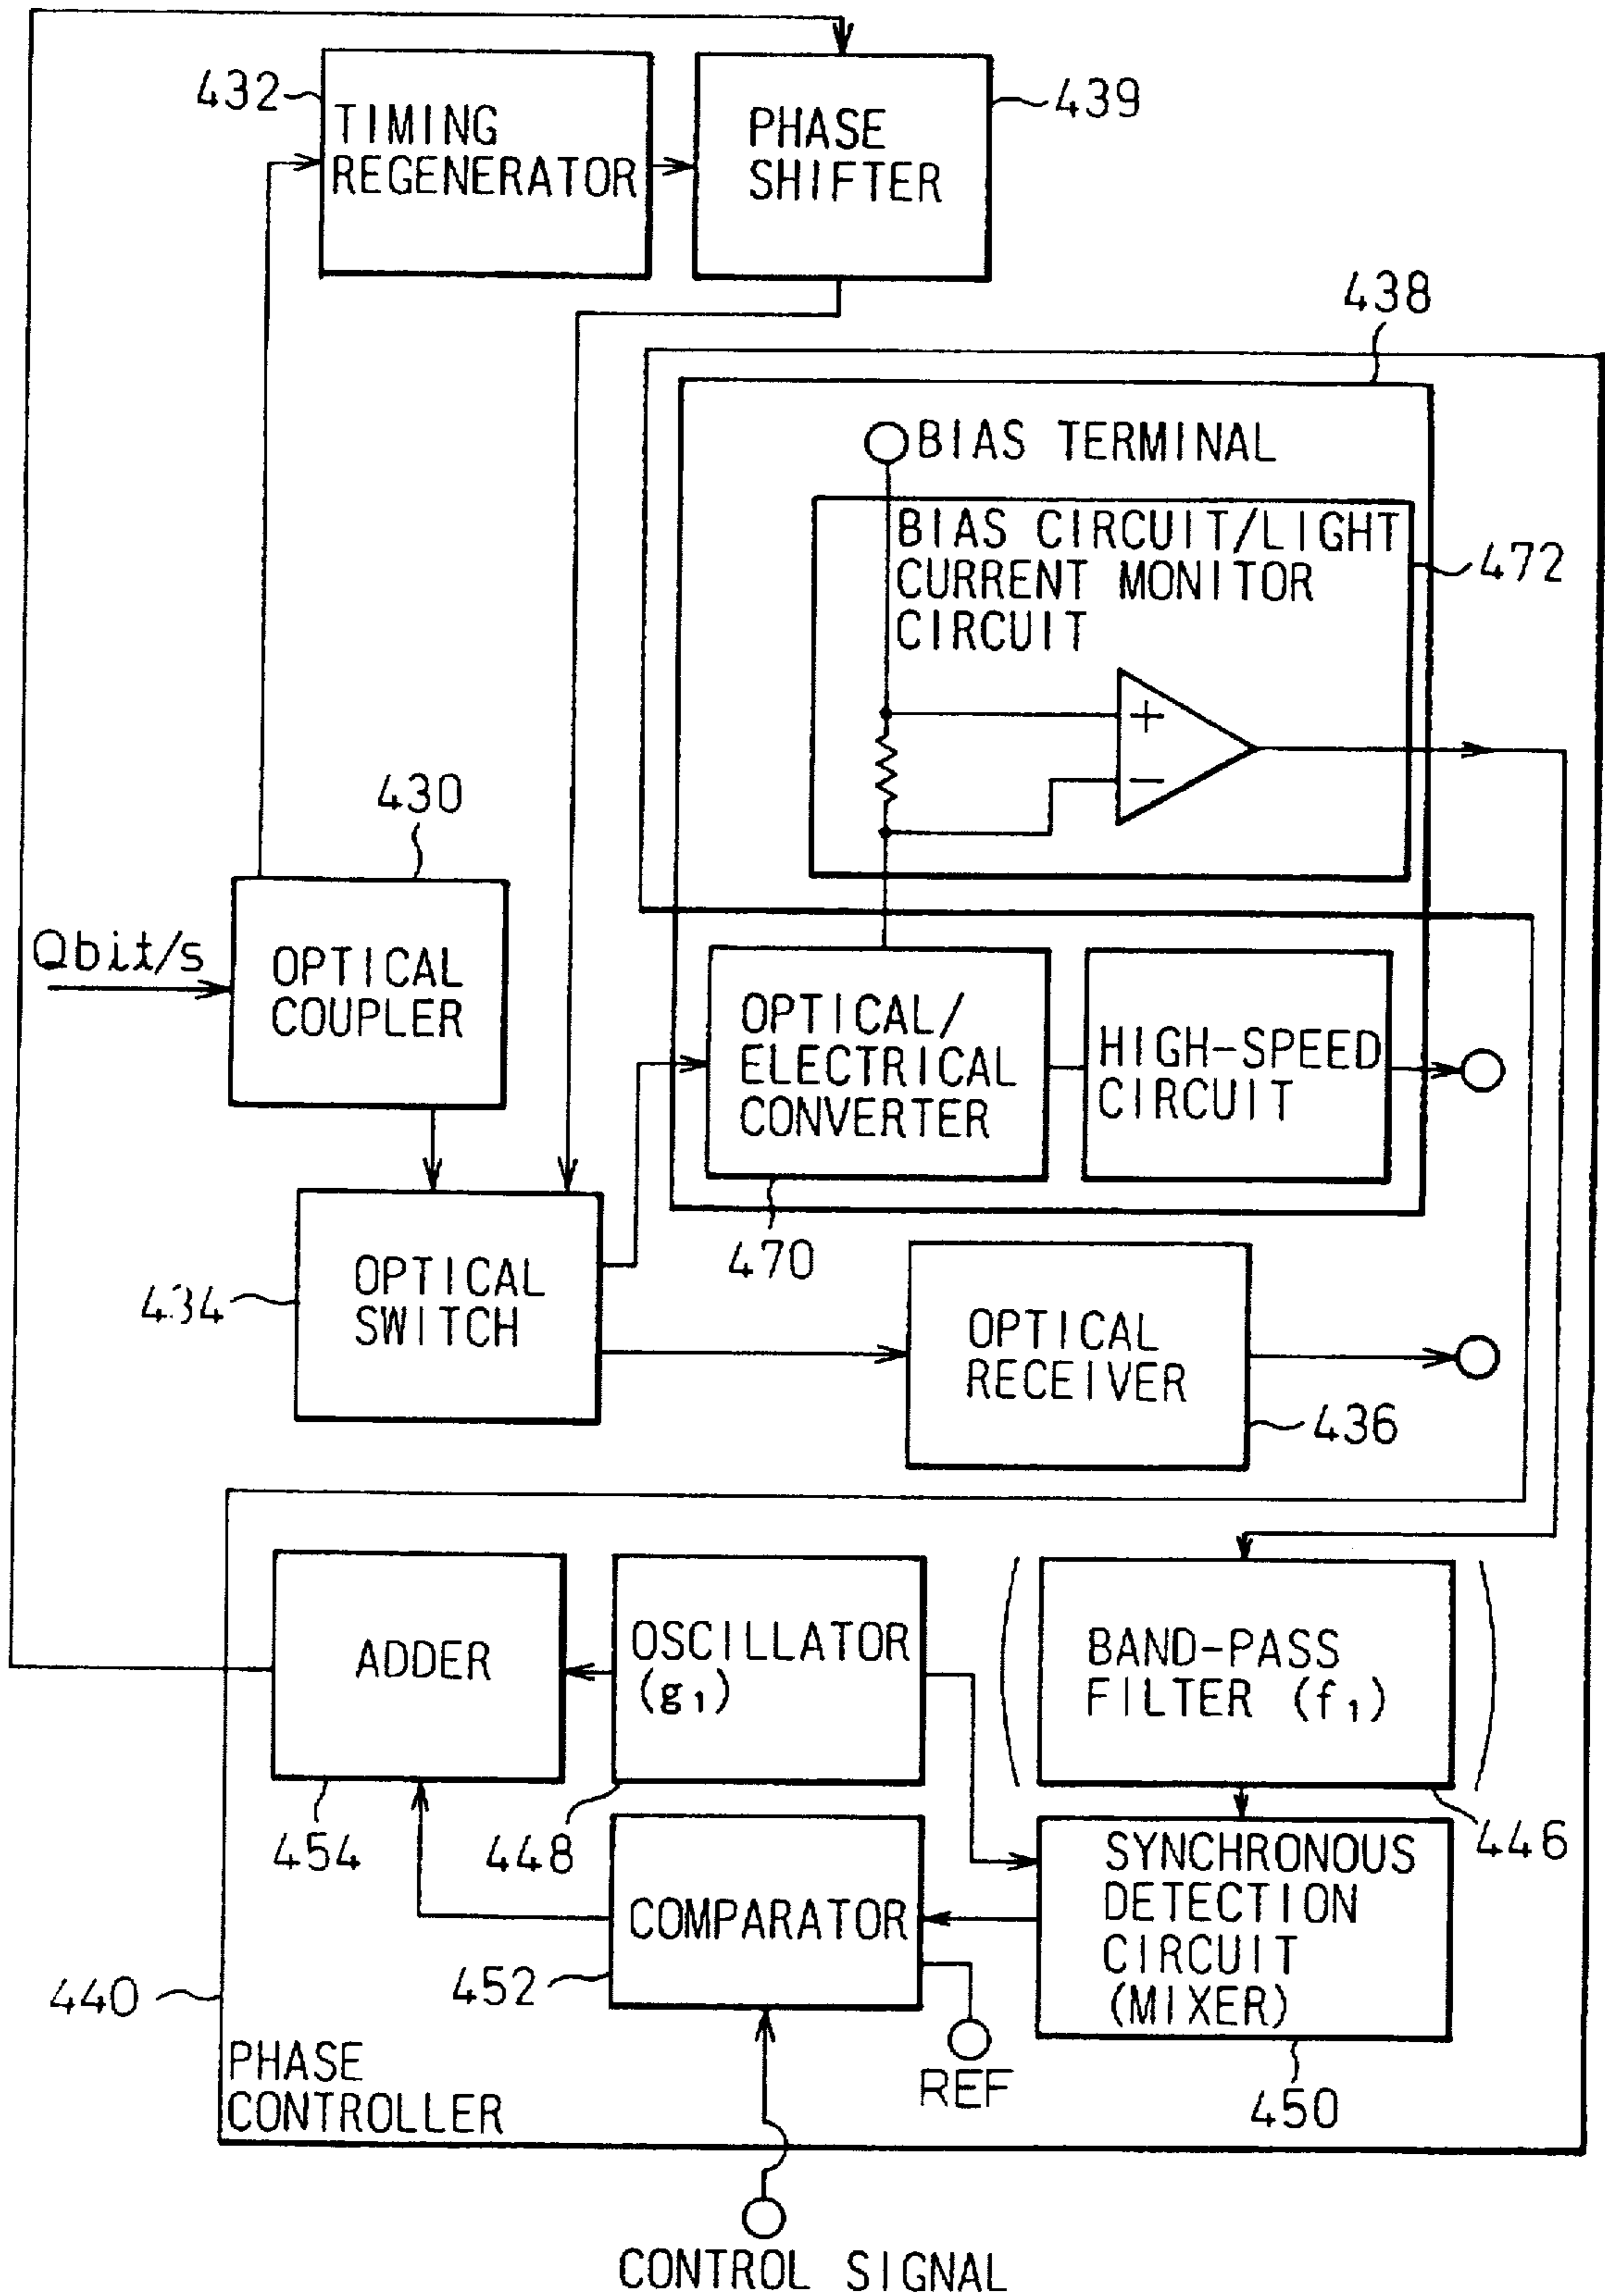 432
TIMING
REGENERATOR
PHASE
SHIFTER
439
438
BIAS TERMINAL
BIAS CIRCUIT/LIGHT
CURRENT MONITOR
CIRCUIT
472
+
−
430
Qbit/s
OPTICAL
COUPLER
OPTICAL/
ELECTRICAL
CONVERTER
HIGH-SPEED
CIRCUIT
470
434
OPTICAL
SWITCH
OPTICAL
RECEIVER
436
ADDER
OSCILLATOR
(g₁)
BAND-PASS
FILTER (f₁)
454
448
446
COMPARATOR
SYNCHRONOUS
DETECTION
CIRCUIT
(MIXER)
452
440
REF
450
PHASE
CONTROLLER
CONTROL SIGNAL